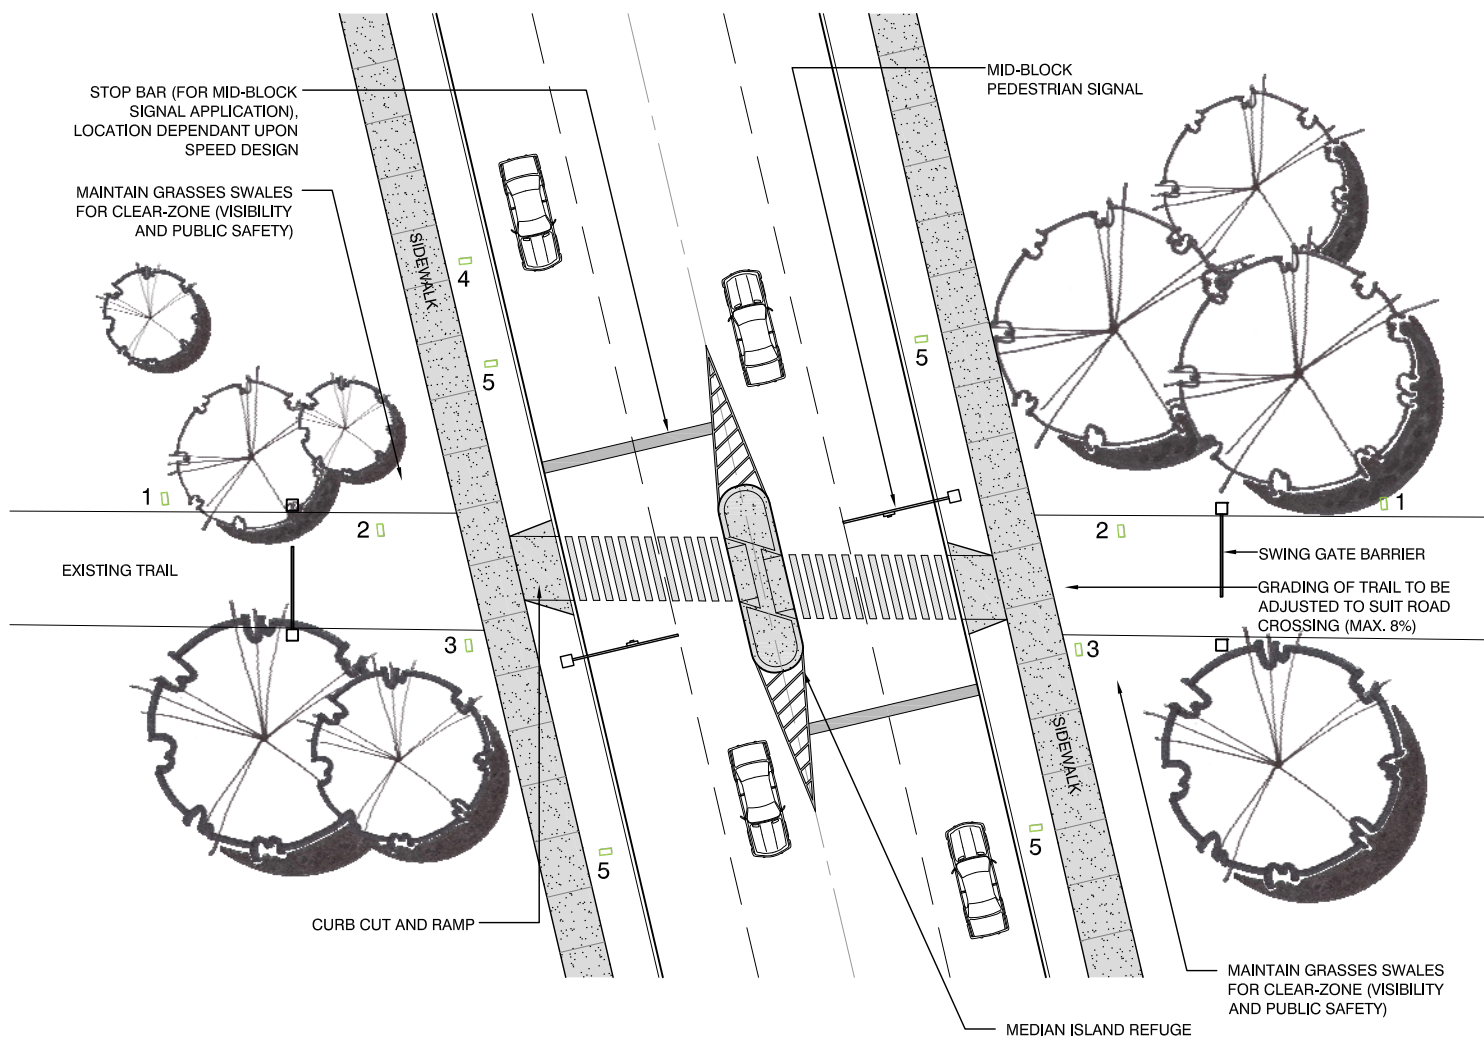 STOP BAR (FOR MID-BLOCK
SIGNAL APPLICATION),
LOCATION DEPENDANT UPON
SPEED DESIGN
MID-BLOCK
PEDESTRIAN SIGNAL
MAINTAIN GRASSES SWALES
FOR CLEAR-ZONE (VISIBILITY
AND PUBLIC SAFETY)
SIDEWALK
4
5
5
1
2
1
2
EXISTING TRAIL
SWING GATE BARRIER
GRADING OF TRAIL TO BE
ADJUSTED TO SUIT ROAD
CROSSING (MAX. 8%)
3
3
SIDEWALK
5
5
CURB CUT AND RAMP
MAINTAIN GRASSES SWALES
FOR CLEAR-ZONE (VISIBILITY
AND PUBLIC SAFETY)
MEDIAN ISLAND REFUGE